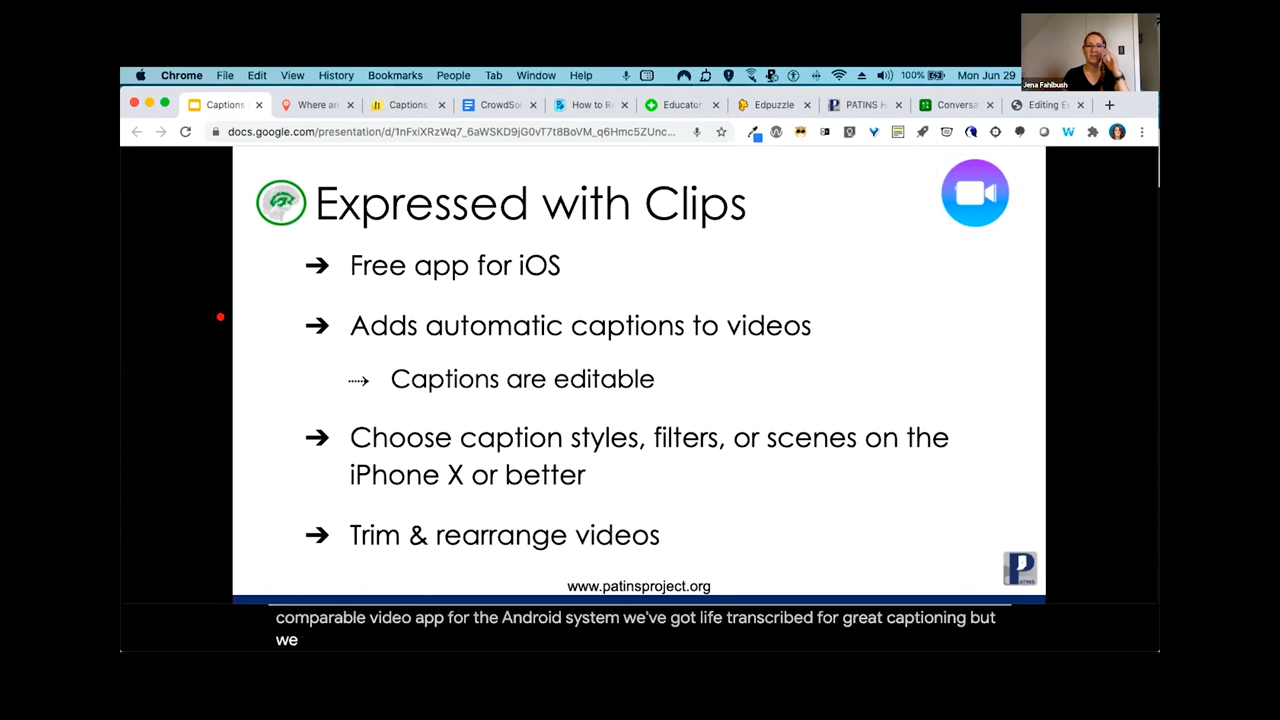 Jena Fahlbush
Chrome File Edit View History Bookmarks People Tab Window Help 100% Mon Jun 29
Captions Where an Captions CrowdSo How to Re Educator Edpuzzle PATINS H Conversa Editing E
docs.google.com/presentation/d/1nFxiXRzWq7_6aWSKD9jG0vT7t8BoVM_q6Hmc5ZUnc...
Expressed with Clips
➔ Free app for iOS
➔ Adds automatic captions to videos
⤑ Captions are editable
➔ Choose caption styles, filters, or scenes on the
iPhone X or better
➔ Trim & rearrange videos
www.patinsproject.org
PATINS
comparable video app for the Android system we've got life transcribed for great captioning but
we